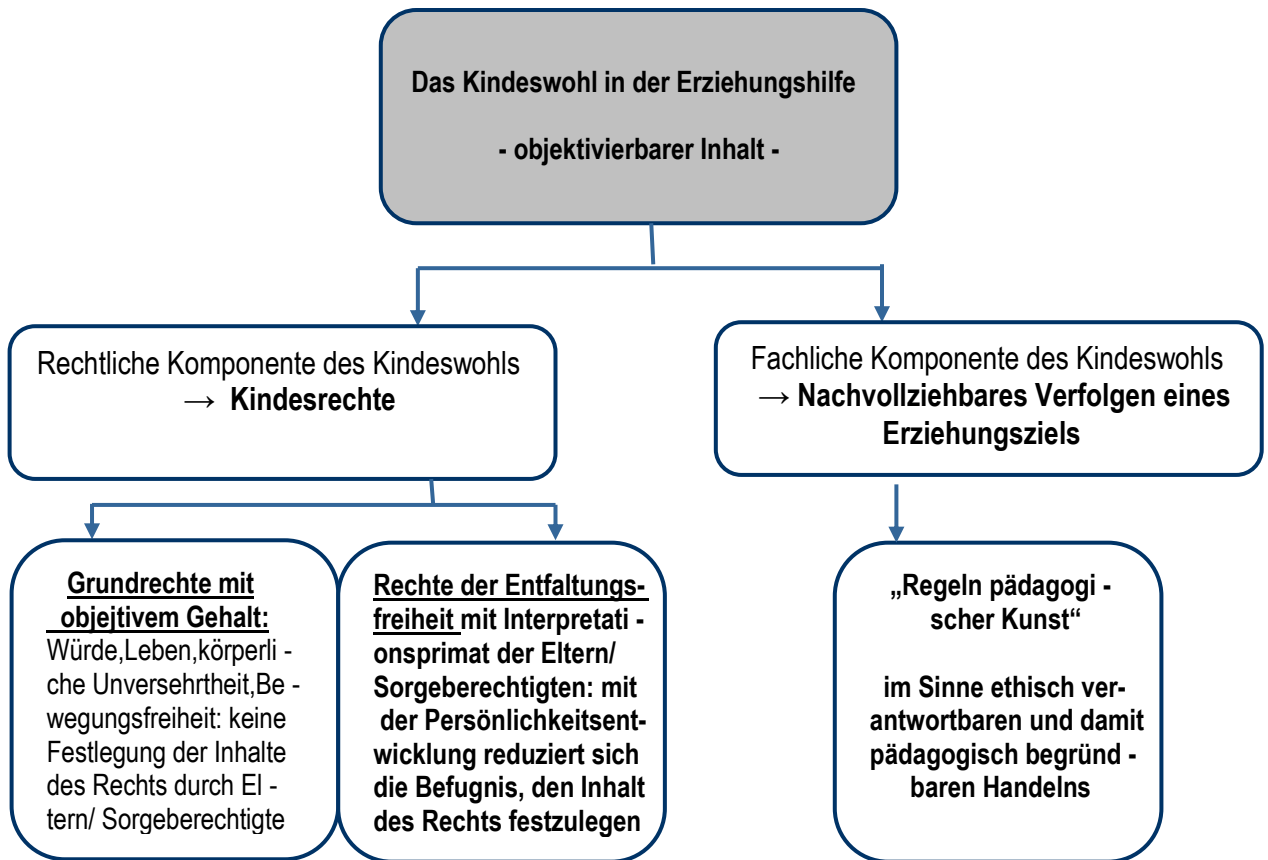 Das Kindeswohl in der Erziehungshilfe
- objektivierbarer Inhalt -
Rechtliche Komponente des Kindeswohls
→ Kindesrechte
Fachliche Komponente des Kindeswohls
→ Nachvollziehbares Verfolgen eines
Erziehungsziels
Grundrechte mit
objejtivem Gehalt:
Würde,Leben,körperli -
che Unversehrtheit,Be -
wegungsfreiheit: keine
Festlegung der Inhalte
des Rechts durch El -
tern/ Sorgeberechtigte
Rechte der Entfaltungs-
freiheit mit Interpretati -
onsprimat der Eltern/
Sorgeberechtigten: mit
der Persönlichkeitsent-
wicklung reduziert sich
die Befugnis, den Inhalt
des Rechts festzulegen
„Regeln pädagogi -
scher Kunst“
im Sinne ethisch ver-
antwortbaren und damit
pädagogisch begründ -
baren Handelns